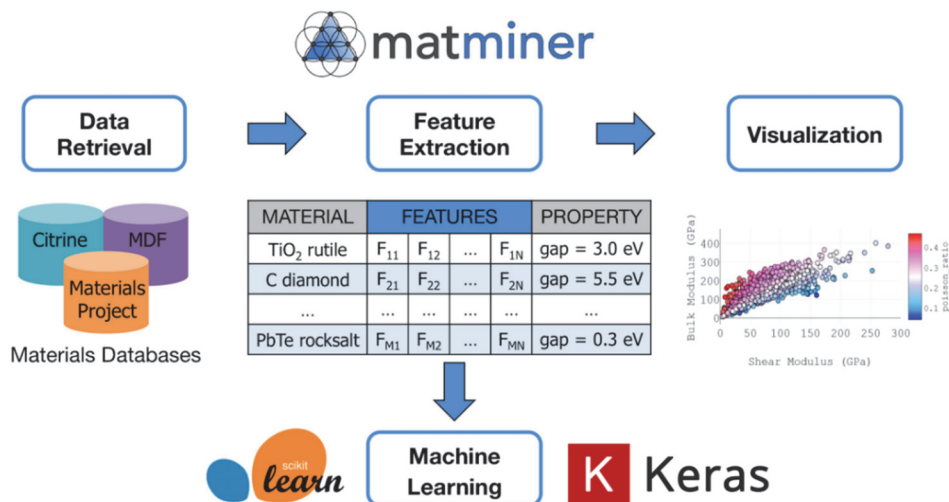 matminer
Data
Retrieval
Feature
Extraction
Visualization
Citrine
MDF
Materials
Project
Materials Databases
MATERIAL FEATURES PROPERTY
TiO₂ rutile F₁₁ F₁₂ ... F₁N gap = 3.0 eV
C diamond F₂₁ F₂₂ ... F₂N gap = 5.5 eV
... ... ... ... ... ...
PbTe rocksalt FM1 FM2 ... FMN gap = 0.3 eV
Bulk Modulus (GPa)
400
300
200
100
0
0 50 100 150 200 250 300
Shear Modulus (GPa)
0.4
0.3
0.2
0.1
poisson_ratio
scikit
learn
Machine
Learning
K Keras